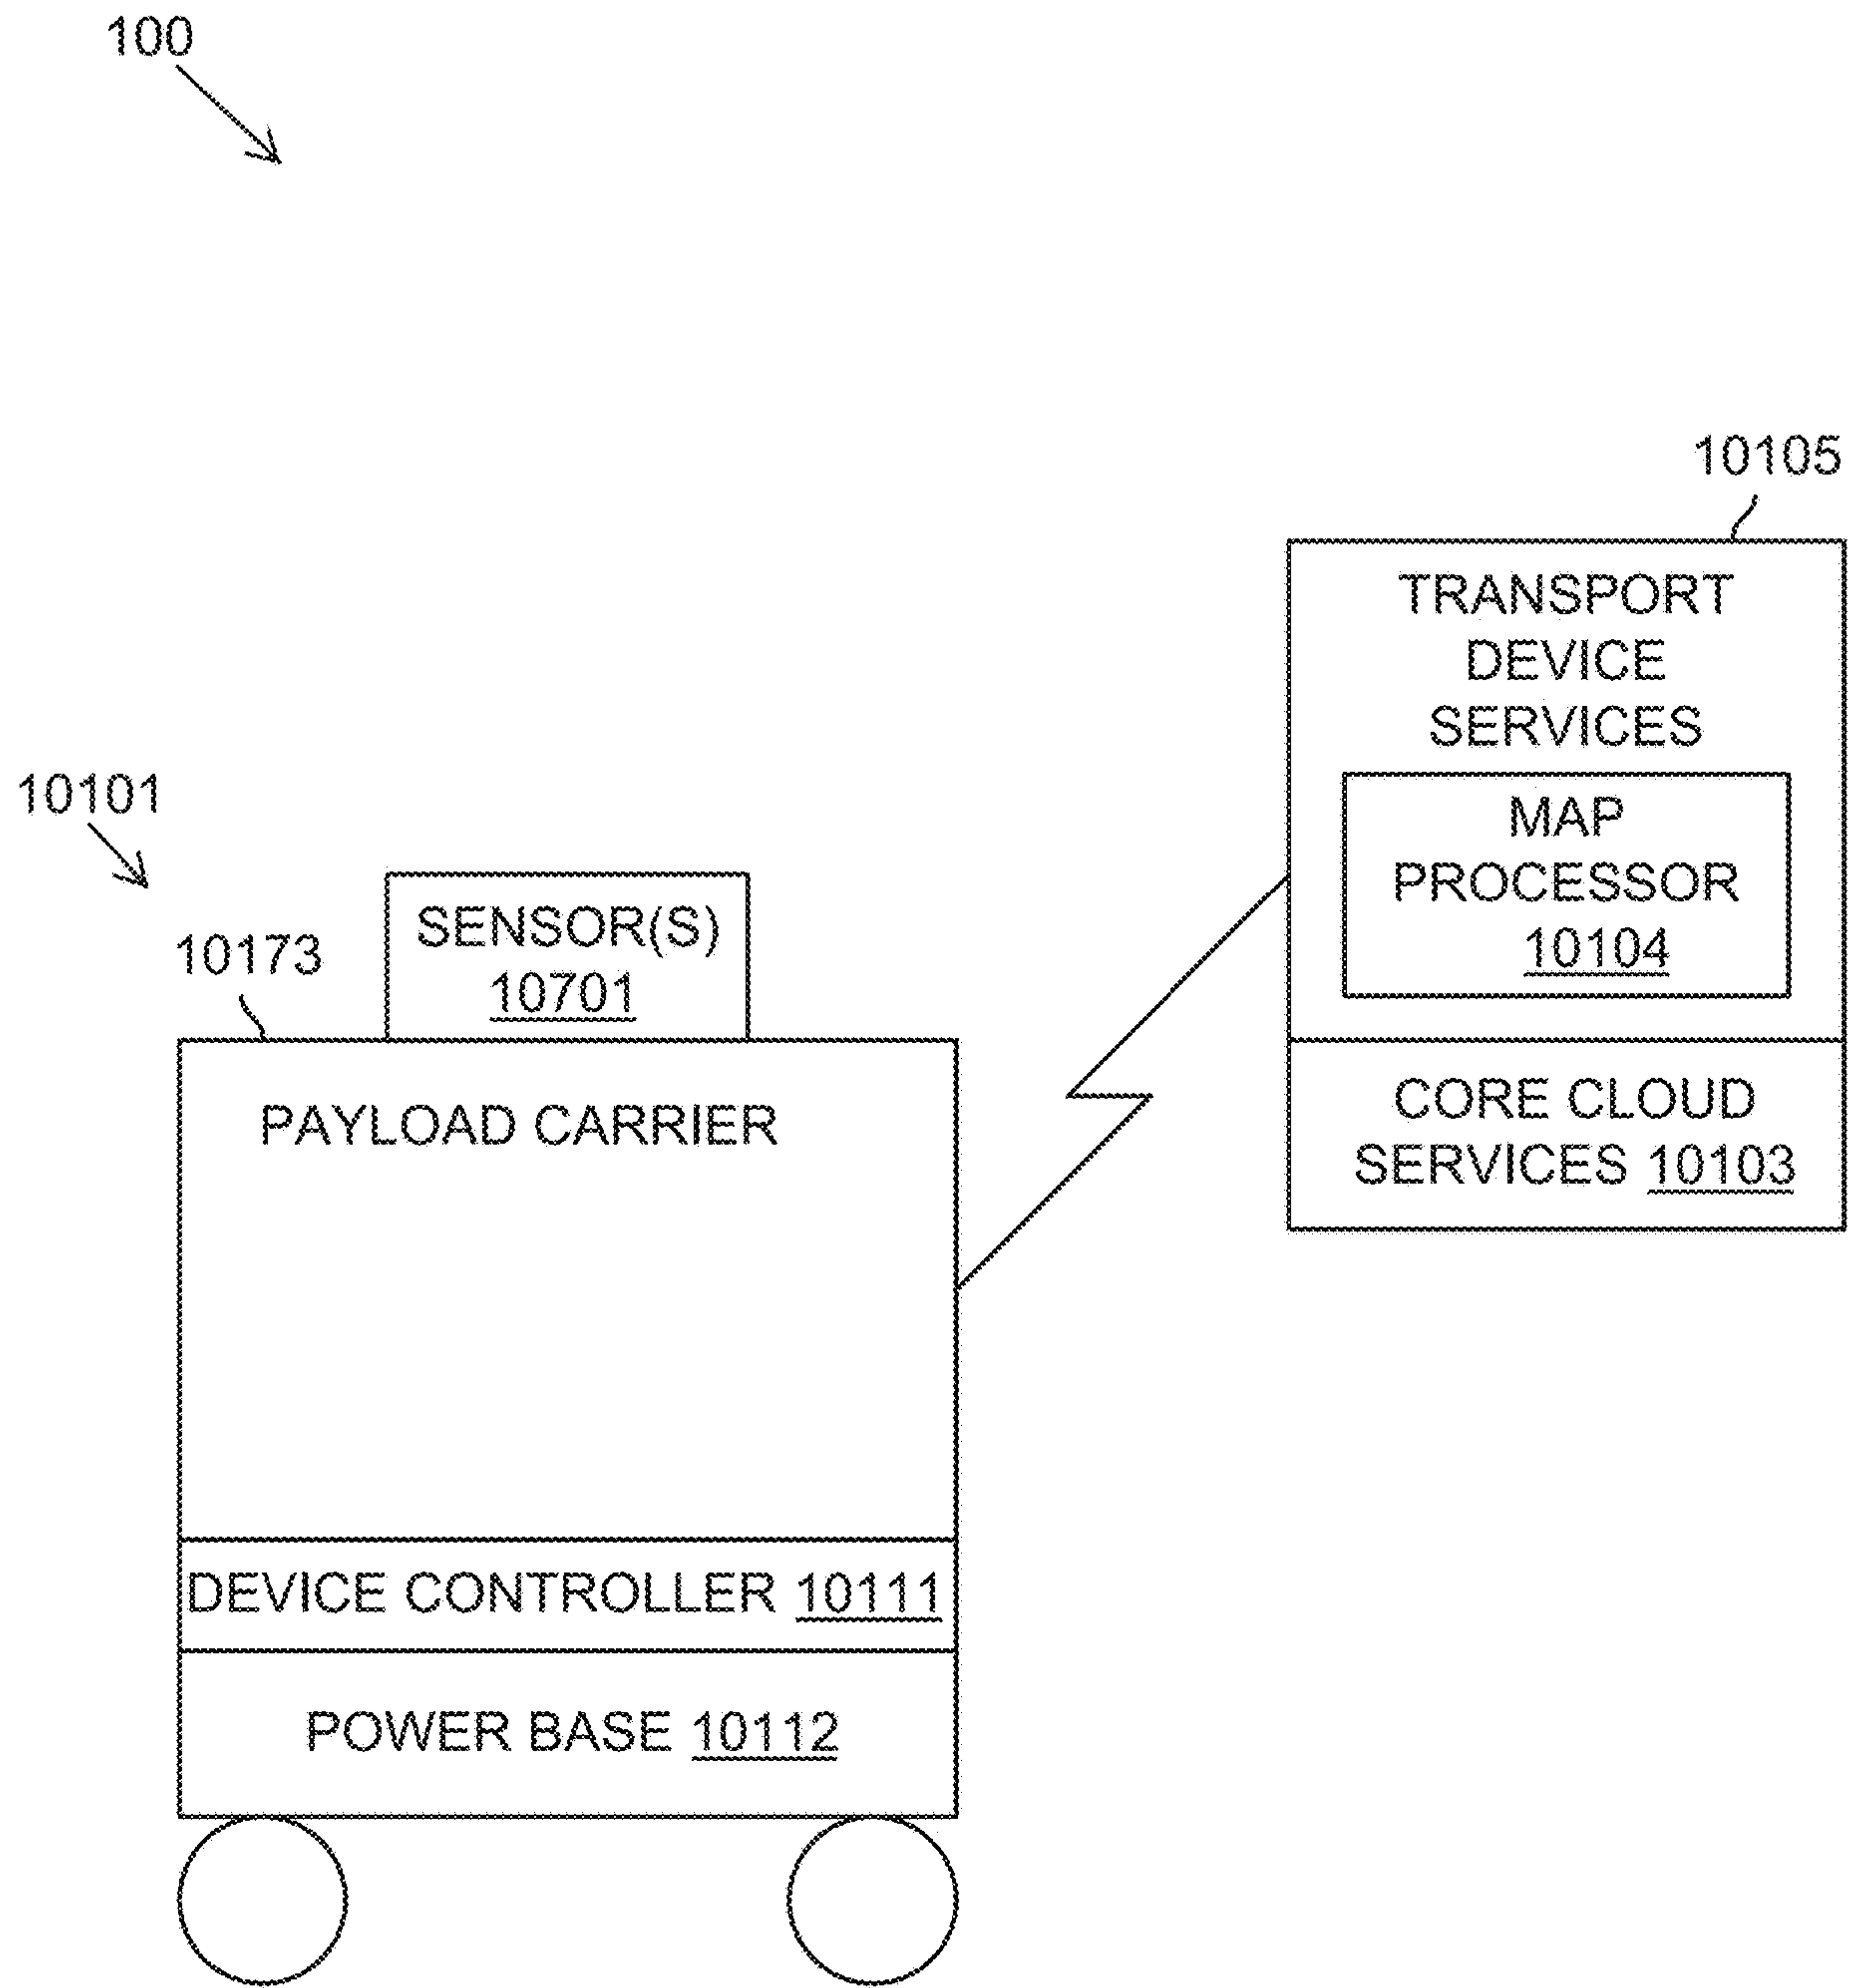 100
10105
TRANSPORT
DEVICE
SERVICES
MAP
PROCESSOR
10104
CORE CLOUD
SERVICES 10103
10101
10173
SENSOR(S)
10701
PAYLOAD CARRIER
DEVICE CONTROLLER 10111
POWER BASE 10112